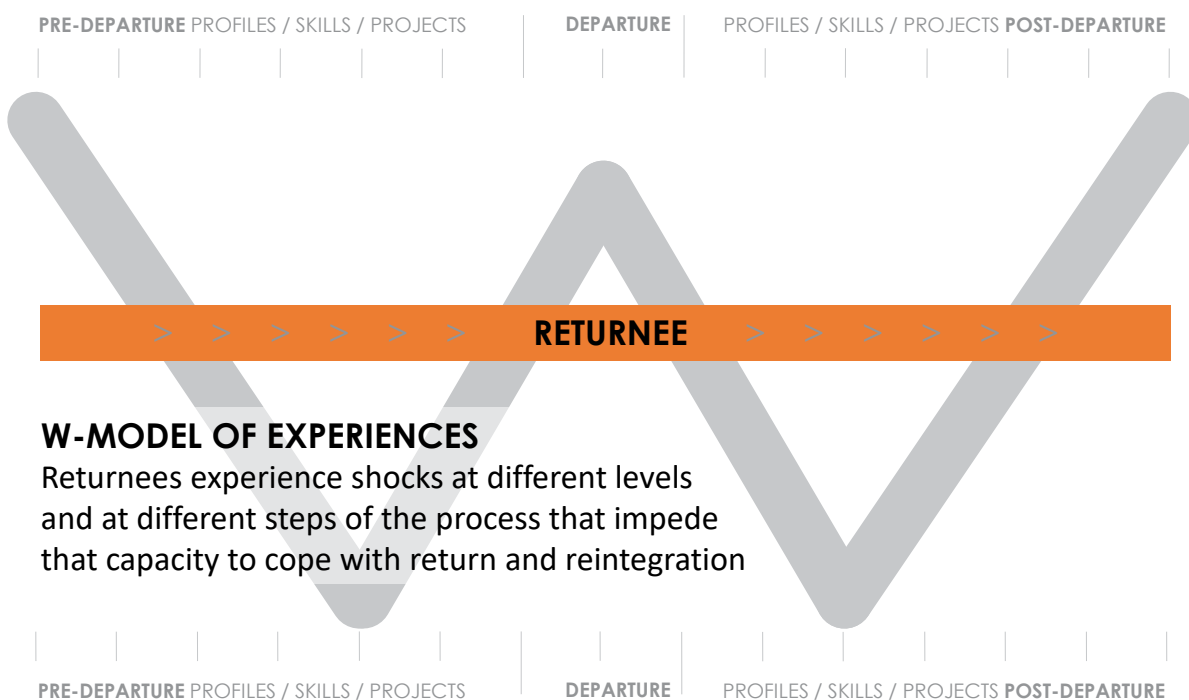 PRE-DEPARTURE PROFILES / SKILLS / PROJECTS DEPARTURE PROFILES / SKILLS / PROJECTS POST-DEPARTURE
> > > > > > RETURNEE > > > > > >
W-MODEL OF EXPERIENCES
Returnees experience shocks at different levels
and at different steps of the process that impede
that capacity to cope with return and reintegration
PRE-DEPARTURE PROFILES / SKILLS / PROJECTS DEPARTURE PROFILES / SKILLS / PROJECTS POST-DEPARTURE